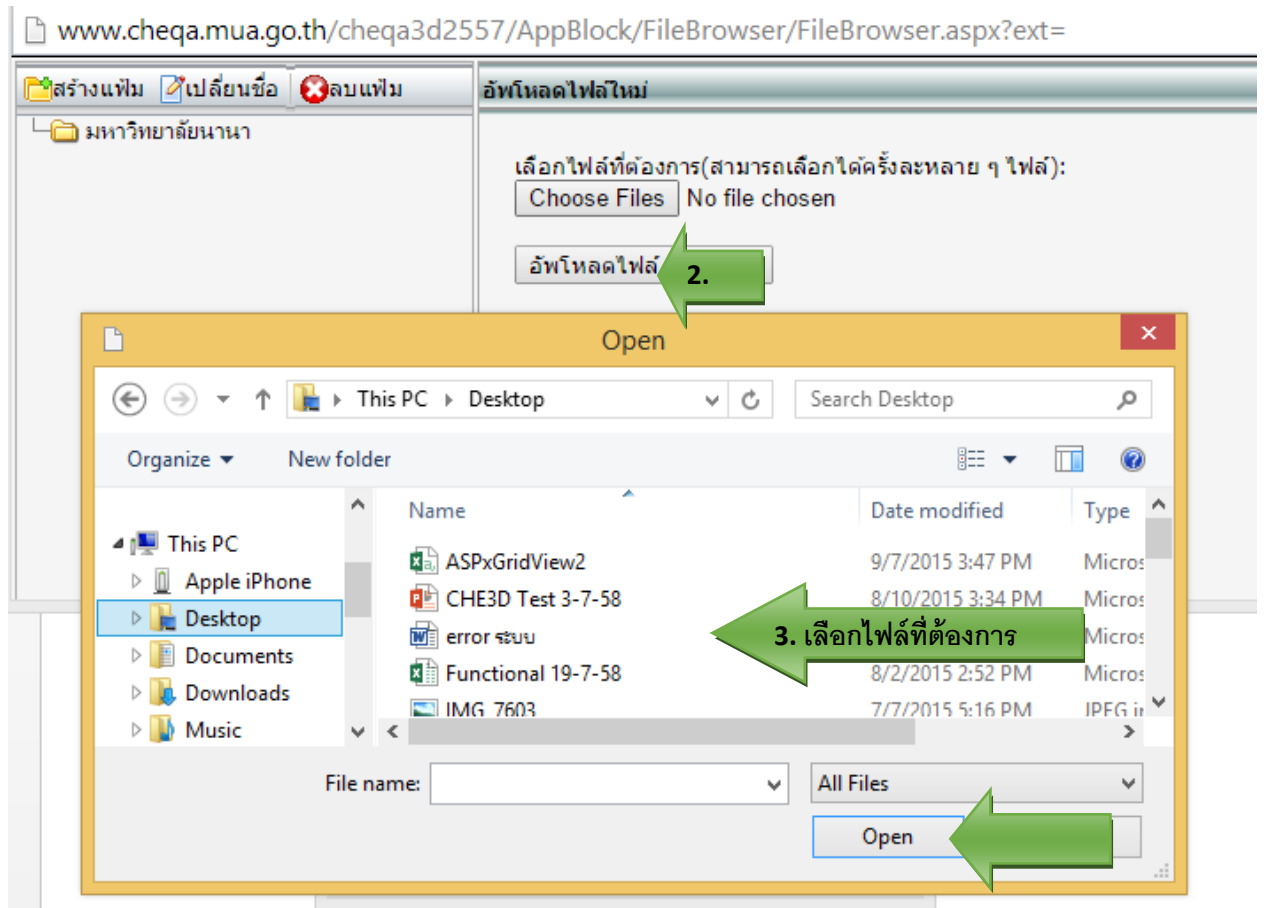 www.cheqa.mua.go.th/cheqa3d2557/AppBlock/FileBrowser/FileBrowser.aspx?ext=
สร้างแฟ้ม เปลี่ยนชื่อ ลบแฟ้ม
อัพโหลดไฟล์ใหม่
มหาวิทยาลัยนานา
เลือกไฟล์ที่ต้องการ(สามารถเลือกได้ครั้งละหลาย ๆ ไฟล์):
Choose Files No file chosen
อัพโหลดไฟล์
2.
Open
This PC Desktop
Search Desktop
Organize New folder
Name Date modified Type
This PC
Apple iPhone
Desktop
Documents
Downloads
Music
ASPxGridView2 9/7/2015 3:47 PM Micros
CHE3D Test 3-7-58 8/10/2015 3:34 PM Micros
error ระบบ Micros
3. เลือกไฟล์ที่ต้องการ
Functional 19-7-58 8/2/2015 2:52 PM Micros
IMG_7603 7/7/2015 5:16 PM JPEG
File name:
All Files
Open